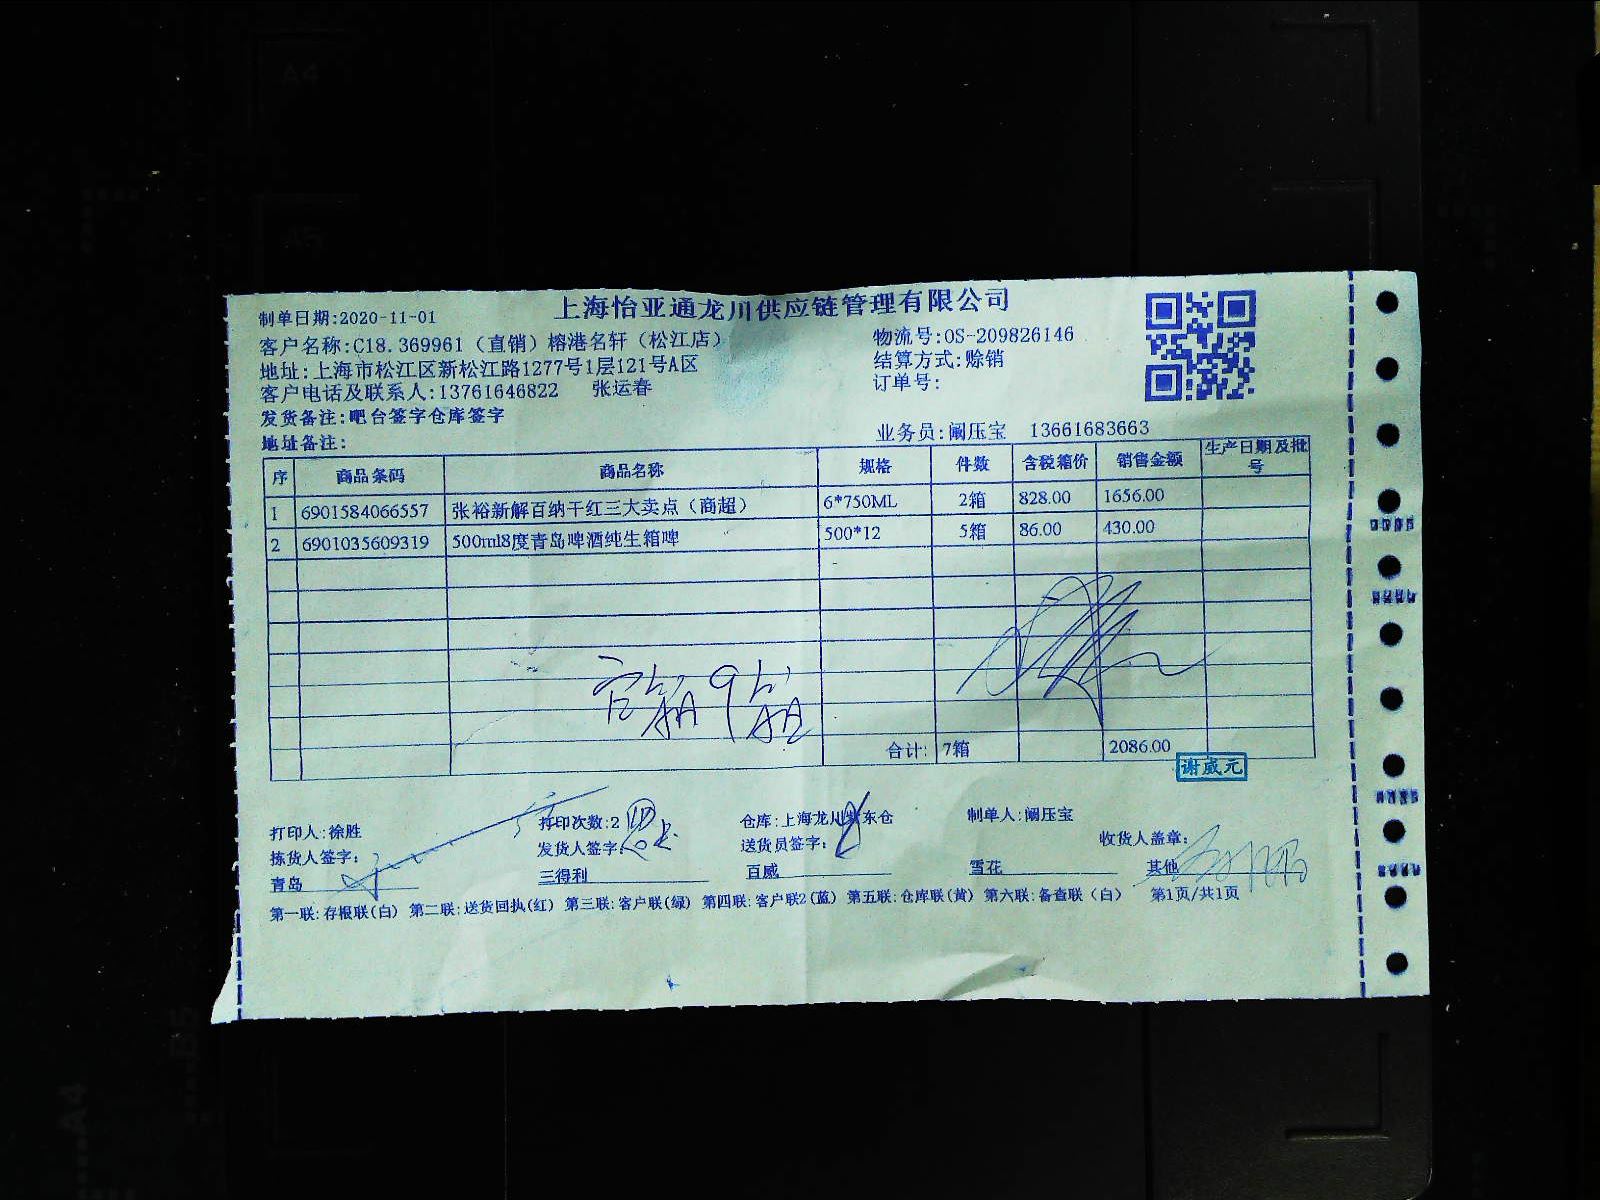 A4
A5
上海怡亚通龙川供应链管理有限公司
制单日期:2020-11-01
客户名称:C18.369961（直销）榕港名轩（松江店） 物流号:OS-209826146
地址:上海市松江区新松江路1277号1层121号A区 结算方式:赊销
客户电话及联系人:13761646822 张运春 订单号:
发货备注:吧台签字仓库签字
地址备注: 业务员:阚压宝 13661683663
序 商品条码 商品名称 规格 件数 含税箱价 销售金额 生产日期及批号
1 6901584066557 张裕新解百纳干红三大卖点（商超） 6*750ML 2箱 828.00 1656.00
2 6901035609319 500ml8度青岛啤酒纯生箱啤 500*12 5箱 86.00 430.00
合计: 7箱 2086.00
谢威元
打印人:徐胜 打印次数:2 仓库:上海龙川 东仓 制单人:阚压宝
拣货人签字: 发货人签字: 送货员签字: 收货人盖章:
青岛 三得利 百威 雪花 其他
第一联:存根联(白) 第二联:送货回执(红) 第三联:客户联(绿) 第四联:客户联2(蓝) 第五联:仓库联(黄) 第六联:备查联（白） 第1页/共1页
A4
B5